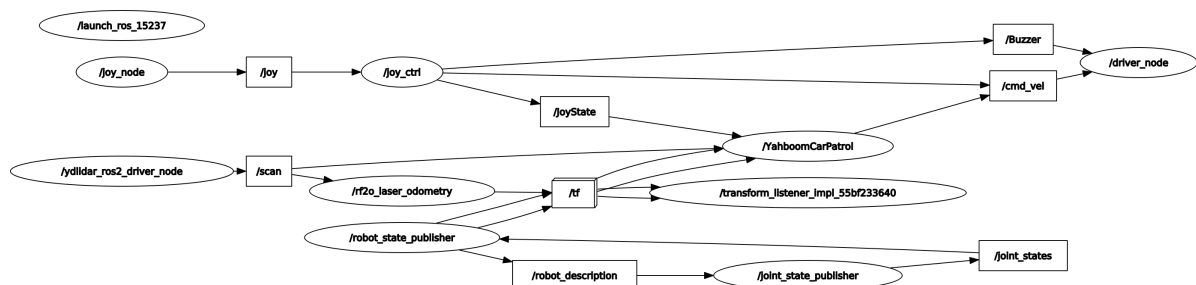 /launch_ros_15237
/joy_node
/joy
/joy_ctrl
/Buzzer
/driver_node
/cmd_vel
/JoyState
/YahboomCarPatrol
/ydlidar_ros2_driver_node
/scan
/rf2o_laser_odometry
/tf
/transform_listener_impl_55bf233640
/robot_state_publisher
/robot_description
/joint_state_publisher
/joint_states